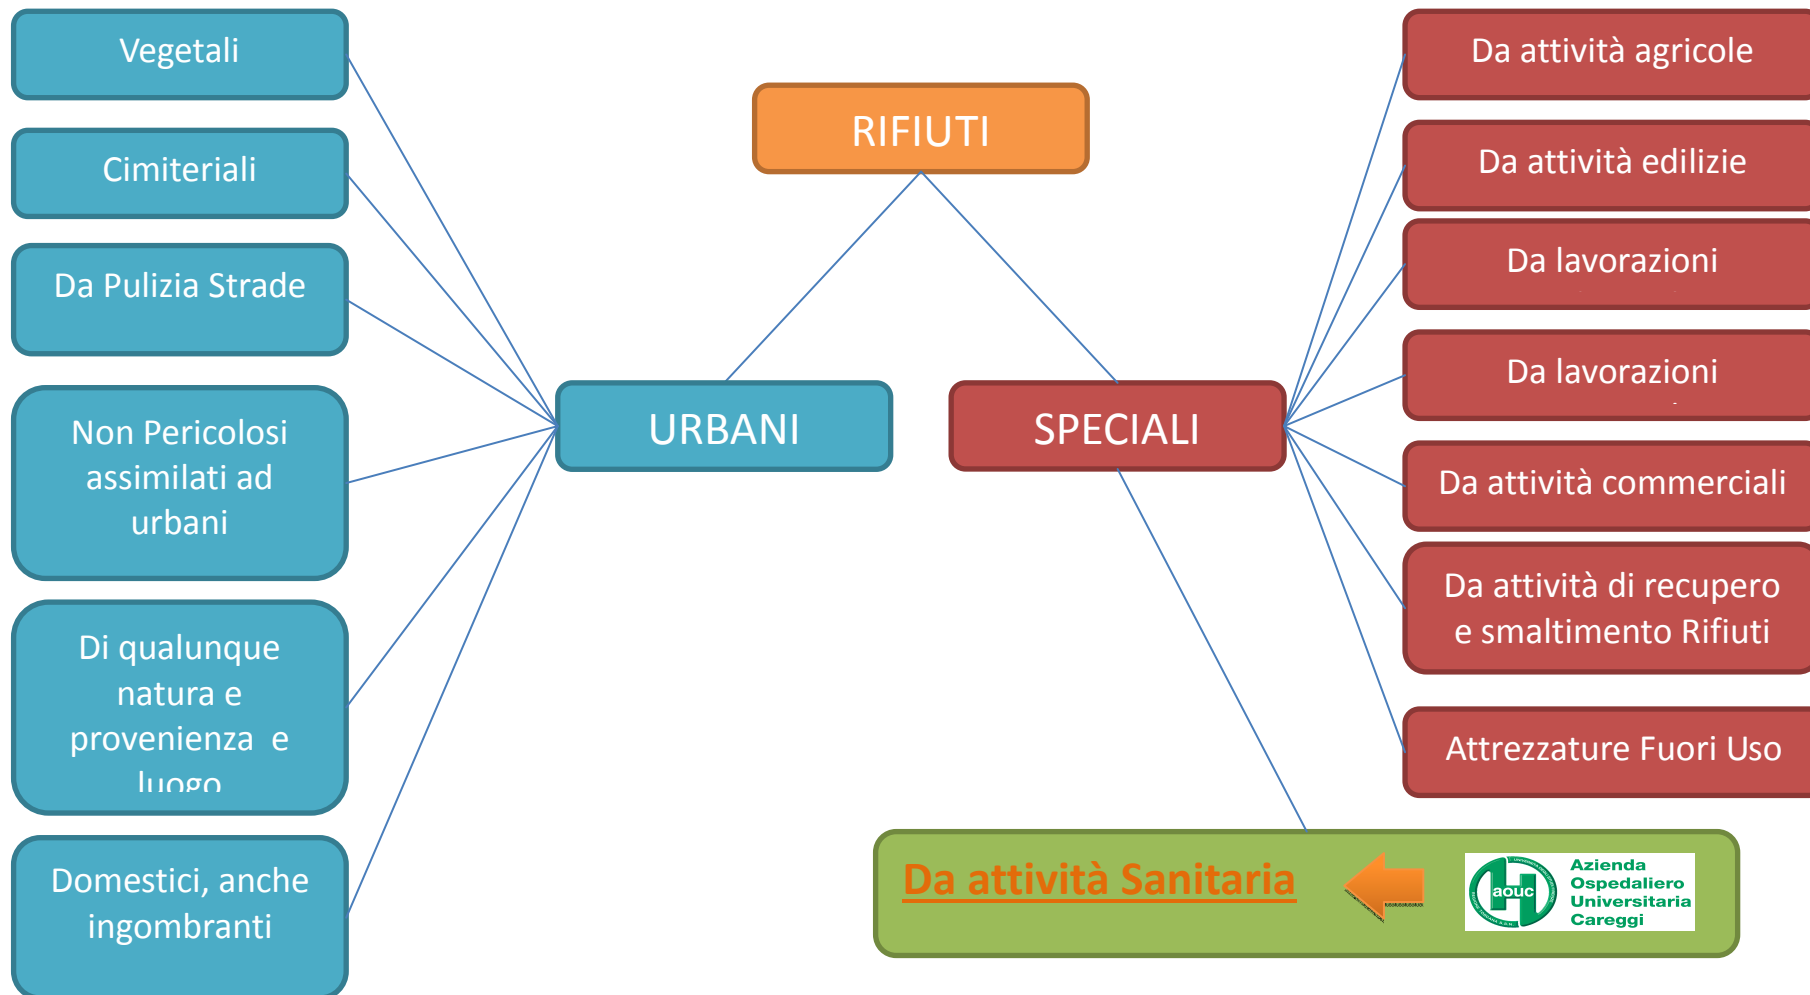 RIFIUTI
URBANI
SPECIALI
Vegetali
Cimiteriali
Da Pulizia Strade
Non Pericolosi
assimilati ad
urbani
Di qualunque
natura e
provenienza e
luogo
Domestici, anche
ingombranti
Da attività agricole
Da attività edilizie
Da lavorazioni
Da lavorazioni
Da attività commerciali
Da attività di recupero
e smaltimento Rifiuti
Attrezzature Fuori Uso
Da attività Sanitaria
aouc
Azienda
Ospedaliero
Universitaria
Careggi